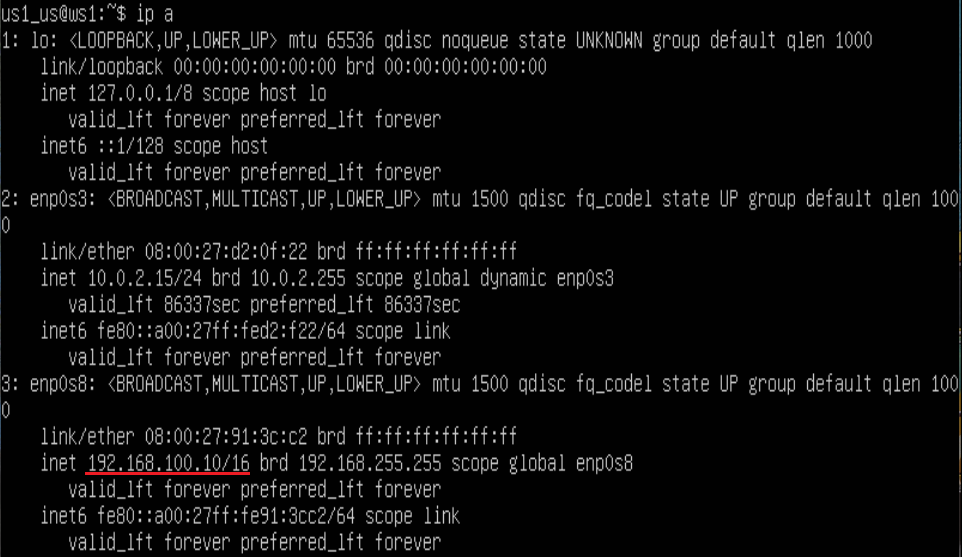 us1_us@ws1:~$ ip a
1: lo: <LOOPBACK,UP,LOWER_UP> mtu 65536 qdisc noqueue state UNKNOWN group default qlen 1000
    link/loopback 00:00:00:00:00:00 brd 00:00:00:00:00:00
    inet 127.0.0.1/8 scope host lo
       valid_lft forever preferred_lft forever
    inet6 ::1/128 scope host
       valid_lft forever preferred_lft forever
2: enp0s3: <BROADCAST,MULTICAST,UP,LOWER_UP> mtu 1500 qdisc fq_codel state UP group default qlen 100
0
    link/ether 08:00:27:d2:0f:22 brd ff:ff:ff:ff:ff:ff
    inet 10.0.2.15/24 brd 10.0.2.255 scope global dynamic enp0s3
       valid_lft 86337sec preferred_lft 86337sec
    inet6 fe80::a00:27ff:fed2:f22/64 scope link
       valid_lft forever preferred_lft forever
3: enp0s8: <BROADCAST,MULTICAST,UP,LOWER_UP> mtu 1500 qdisc fq_codel state UP group default qlen 100
0
    link/ether 08:00:27:91:3c:c2 brd ff:ff:ff:ff:ff:ff
    inet 192.168.100.10/16 brd 192.168.255.255 scope global enp0s8
       valid_lft forever preferred_lft forever
    inet6 fe80::a00:27ff:fe91:3cc2/64 scope link
       valid_lft forever preferred_lft forever